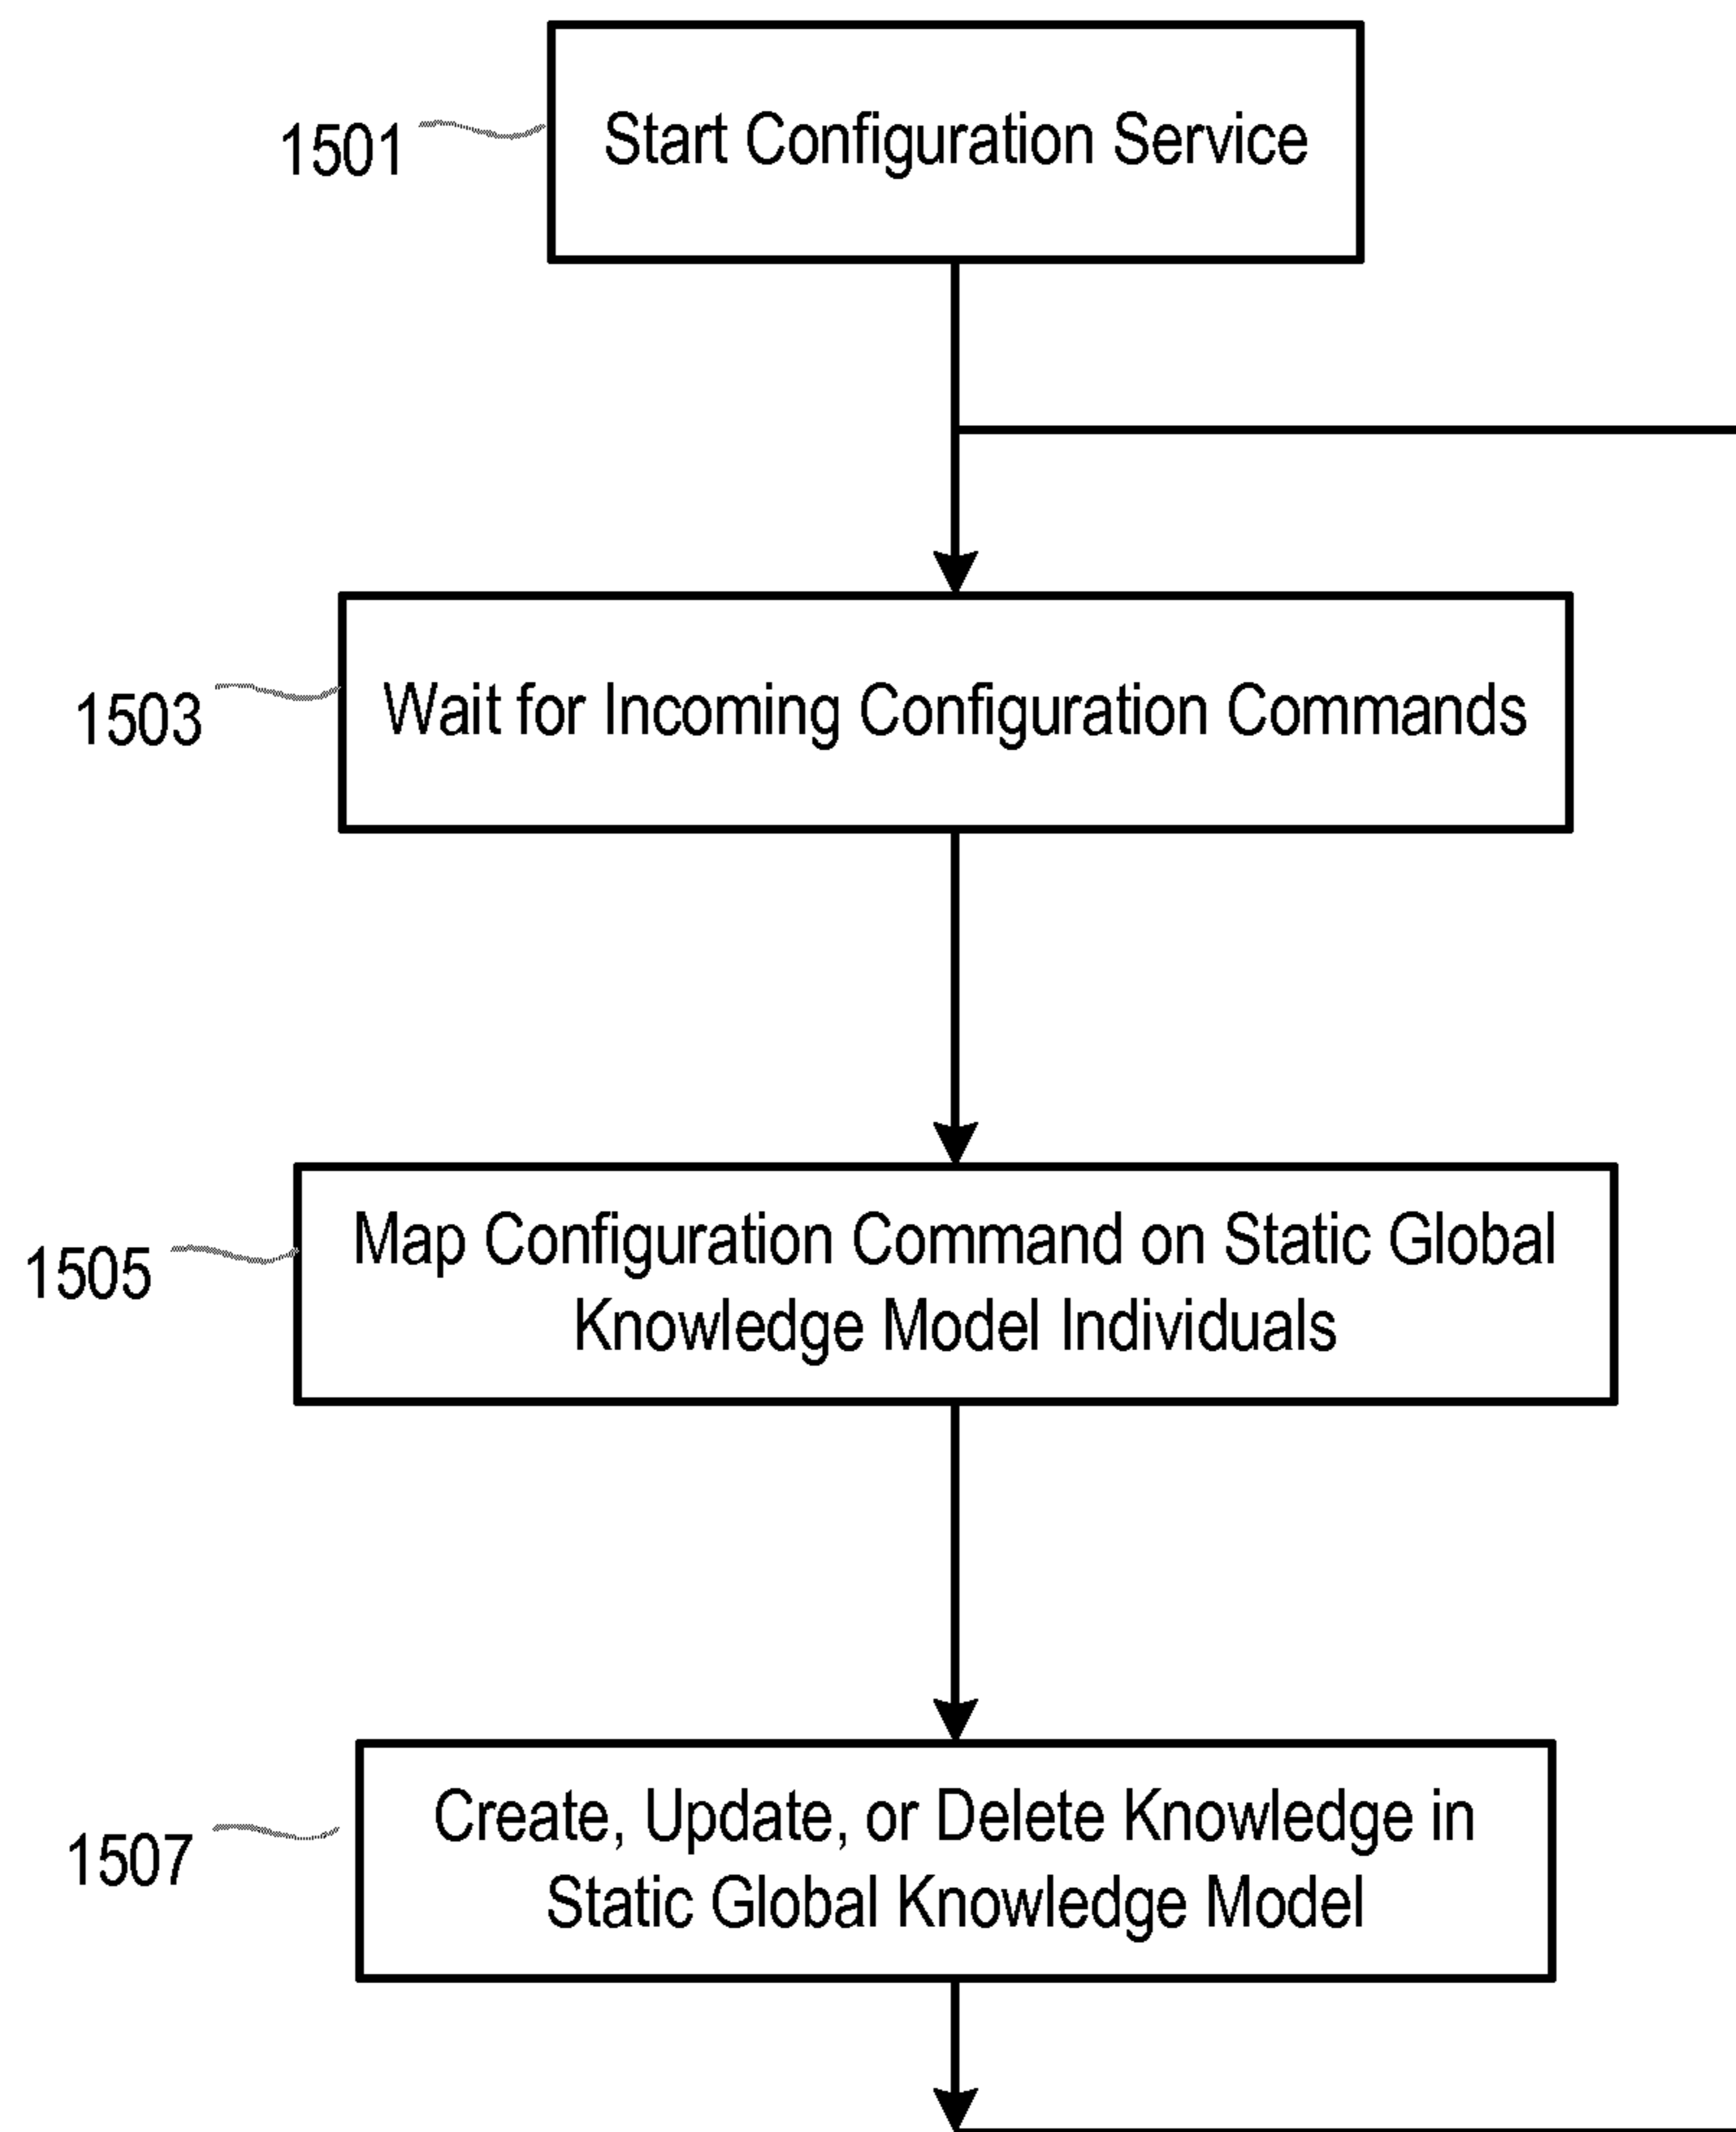 1501
Start Configuration Service
1503
Wait for Incoming Configuration Commands
1505
Map Configuration Command on Static Global
Knowledge Model Individuals
1507
Create, Update, or Delete Knowledge in
Static Global Knowledge Model